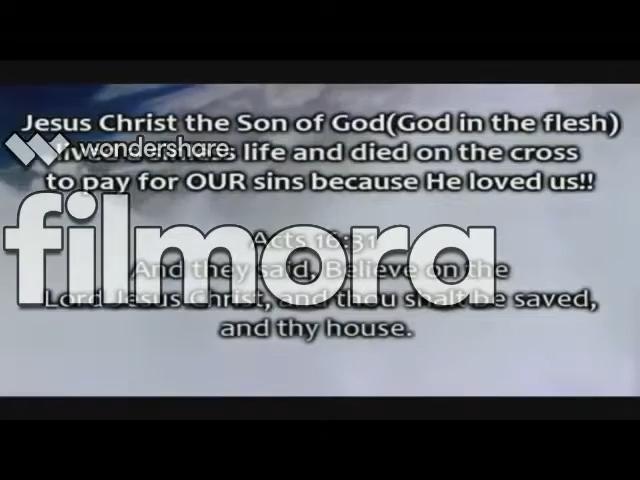 Jesus Christ the Son of God(God in the flesh)
wondershare
life and died on the cross
to pay for OUR sins because He loved us!!
filmora
Acts 16:31
And they said, Believe on the
Lord Jesus Christ, and thou shalt be saved,
and thy house.